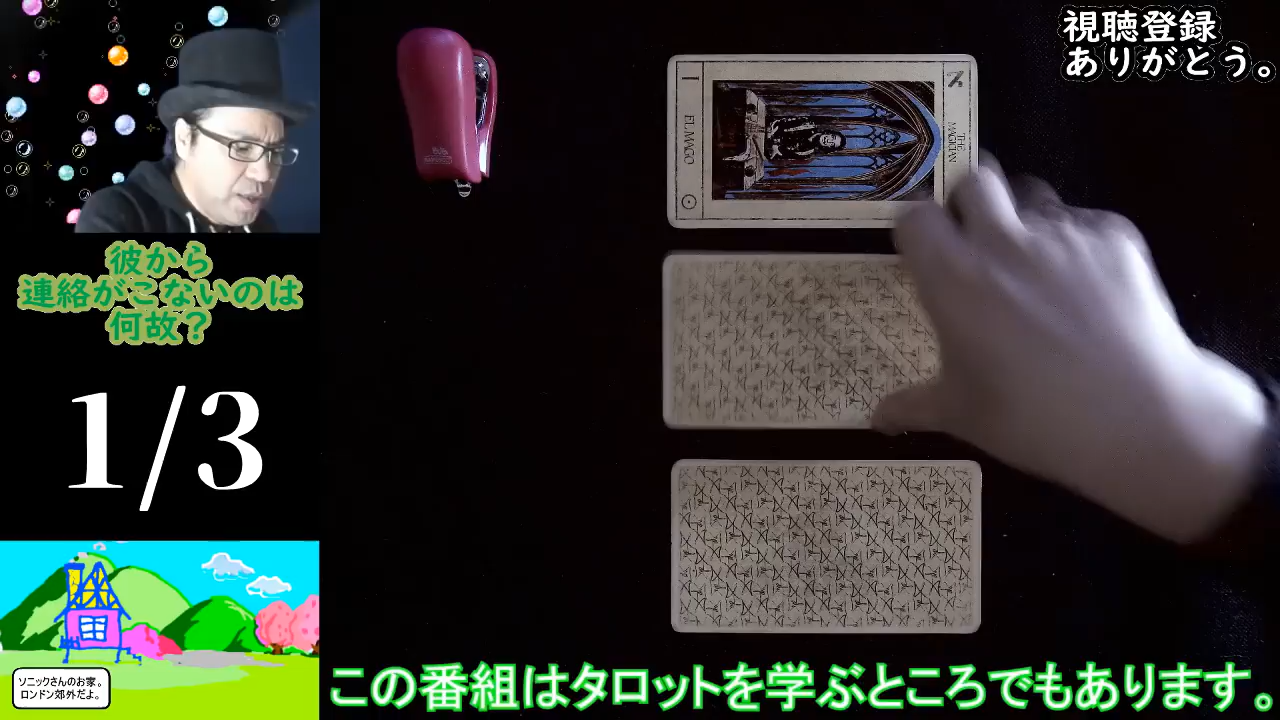 視聴登録
ありがとう。
彼から
連絡がこないのは
何故？
1/3
I
EL MAGO
THE
MAGICIAN
ソニックさんのお家。
ロンドン郊外だよ。
この番組はタロットを学ぶところでもあります。